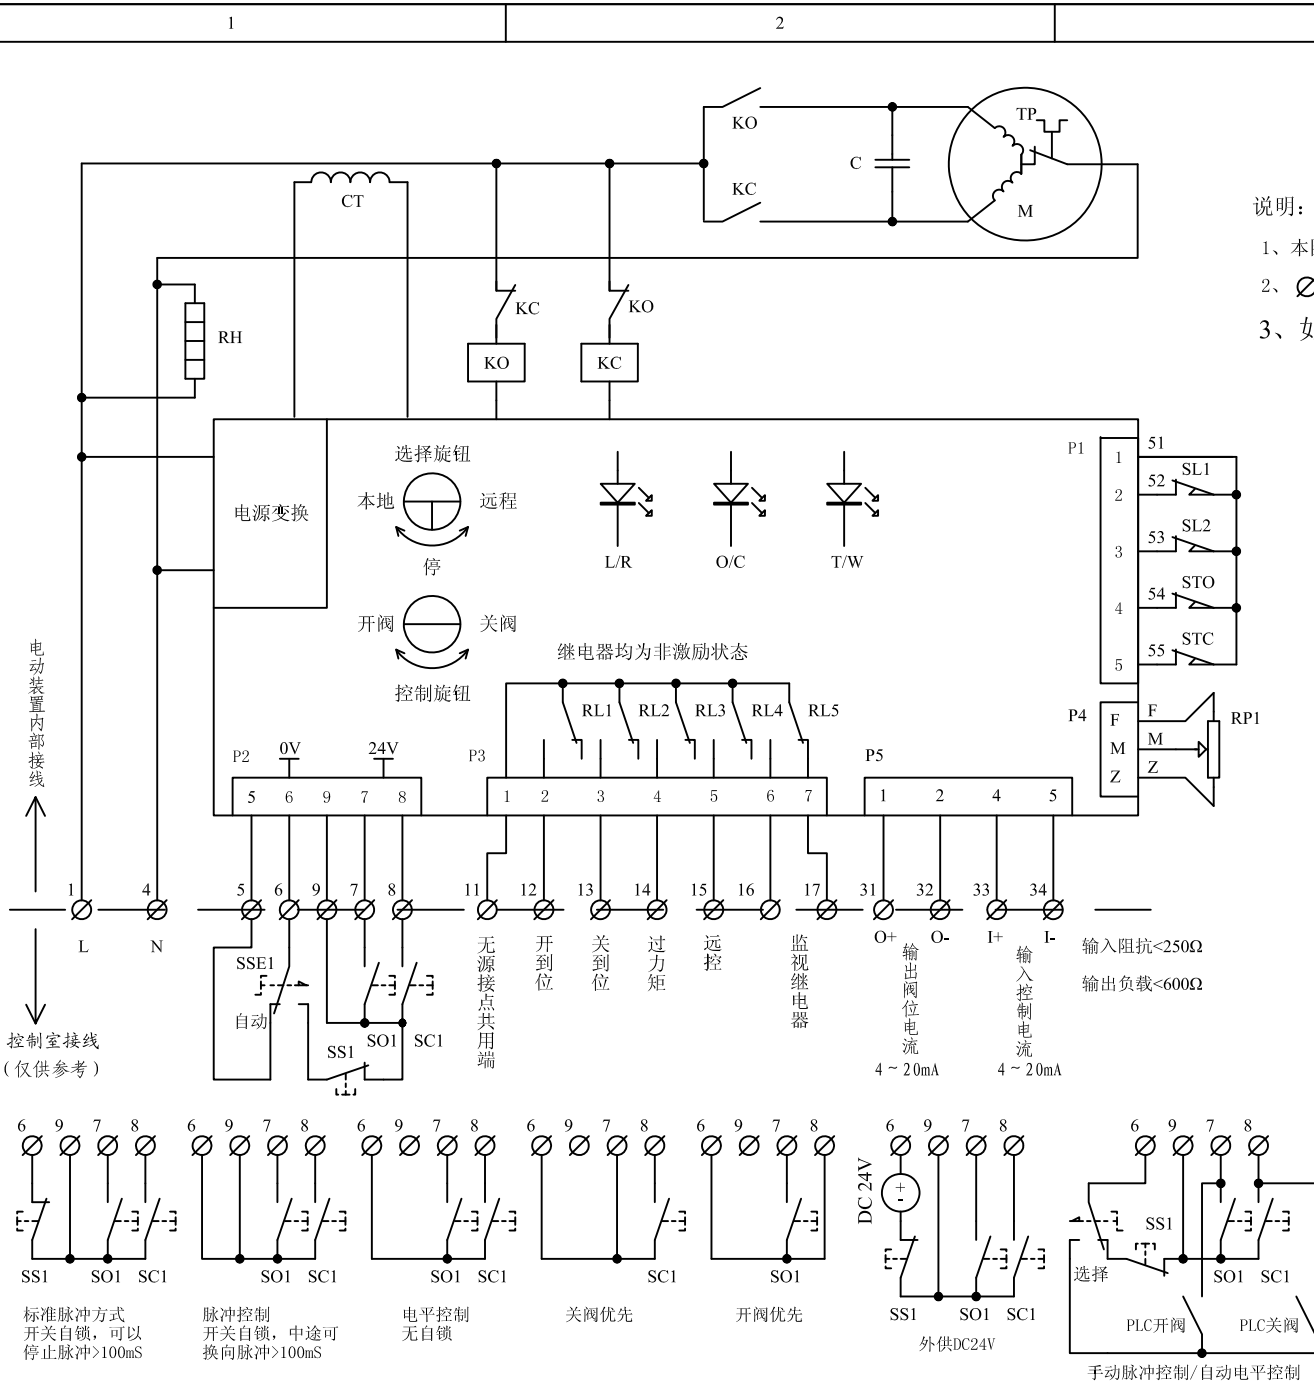 1
2
KO
KC
C
TP
M
CT
说明：
1、本
2、
3、如
RH
KC
KO
KO
KC
电源变换
选择旋钮
本地
远程
停
开阀
关阀
控制旋钮
L/R
O/C
T/W
P1
1
2
3
4
5
51
52
53
54
55
SL1
SL2
STO
STC
P4
F
M
Z
F
M
Z
RP1
继电器均为非激励状态
RL1
RL2
RL3
RL4
RL5
P2
0V
24V
5 6 9 7 8
P3
1 2 3 4 5 6 7
P5
1 2 4 5
电动装置内部接线
控制室接线
(仅供参考)
1
4
5
6
9
7
8
11
12
13
14
15
16
17
31
32
33
34
L
N
SSE1
自动
SS1
SO1
SC1
无源接点共用端
开到位
关到位
过力矩
远控
监视继电器
O+
O-
I+
I-
输出阀位电流
4～20mA
输入控制电流
4～20mA
输入阻抗<250Ω
输出负载<600Ω
6 9 7 8
SS1
SO1
SC1
标准脉冲方式
开关自锁，可以
停止脉冲>100mS
6 9 7 8
SO1
SC1
脉冲控制
开关自锁，中途可
换向脉冲>100mS
6 9 7 8
SO1
SC1
电平控制
无自锁
6 9 7 8
SC1
关阀优先
6 9 7 8
SO1
开阀优先
6 9 7 8
DC 24V
+
-
SS1
SO1
SC1
外供DC24V
6 9 7 8
SS1
选择
SO1
SC1
PLC开阀
PLC关阀
手动脉冲控制/自动电平控制